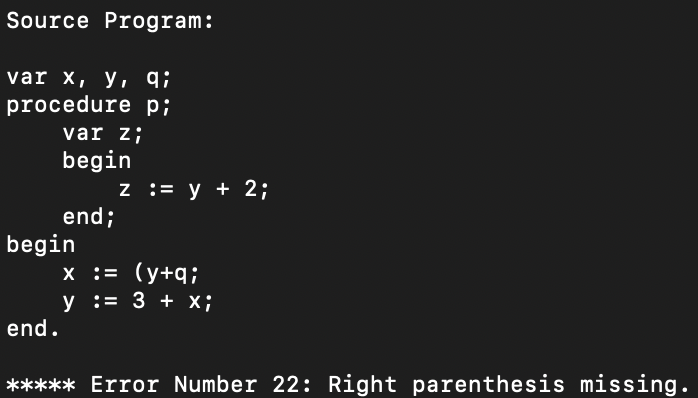 Source Program:
var x, y, q;
procedure p;
var z;
begin
z := y + 2;
end;
begin
x := (y+q;
y := 3 + x;
end.
***** Error Number 22: Right parenthesis missing.